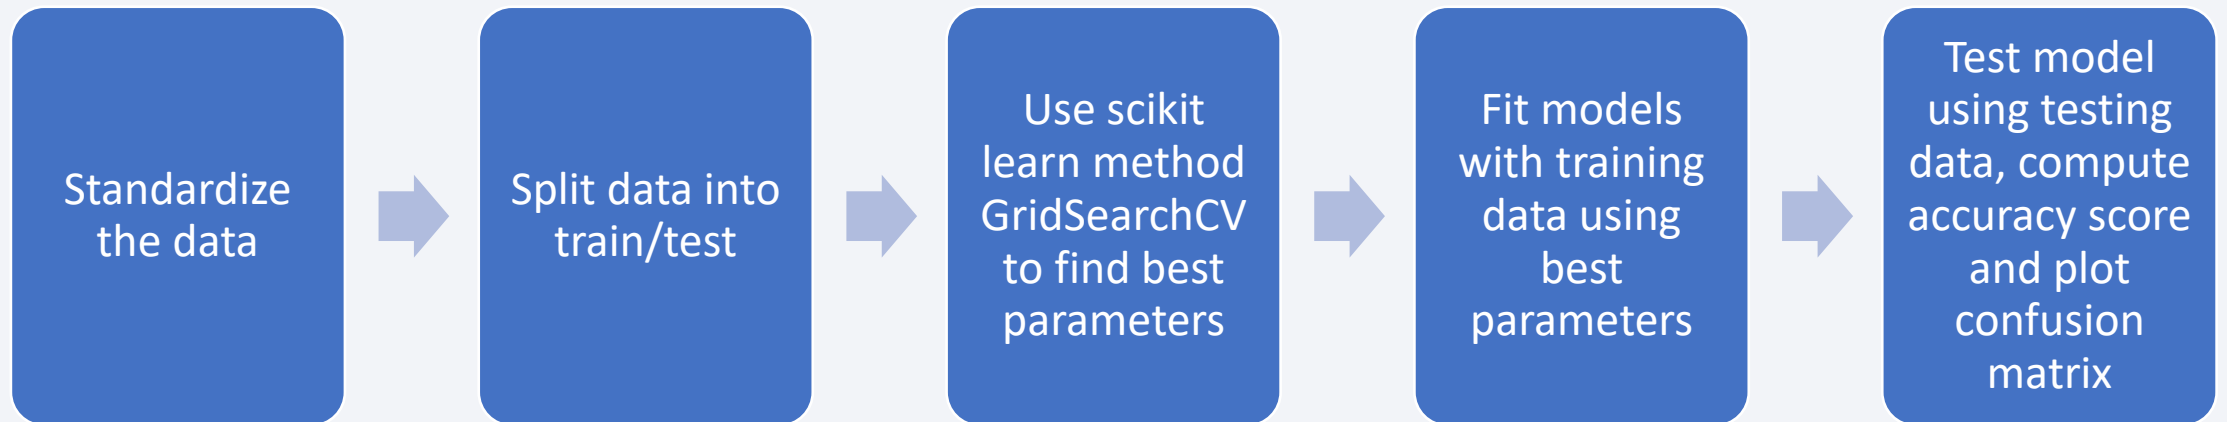 Standardize
the data
Split data into
train/test
Use scikit
learn method
GridSearchCV
to find best
parameters
Fit models
with training
data using
best
parameters
Test model
using testing
data, compute
accuracy score
and plot
confusion
matrix